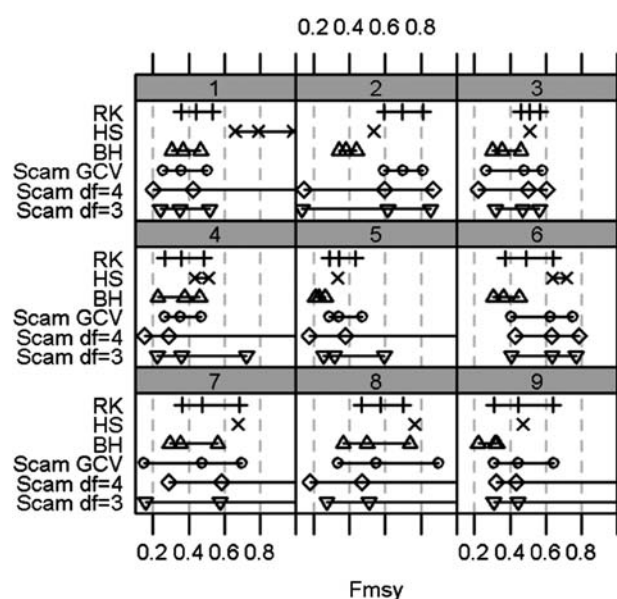 0.2 0.4 0.6 0.8
1 2 3
RK
HS
BH
Scam GCV
Scam df=4
Scam df=3
4 5 6
RK
HS
BH
Scam GCV
Scam df=4
Scam df=3
7 8 9
RK
HS
BH
Scam GCV
Scam df=4
Scam df=3
0.2 0.4 0.6 0.8 0.2 0.4 0.6 0.8
Fmsy